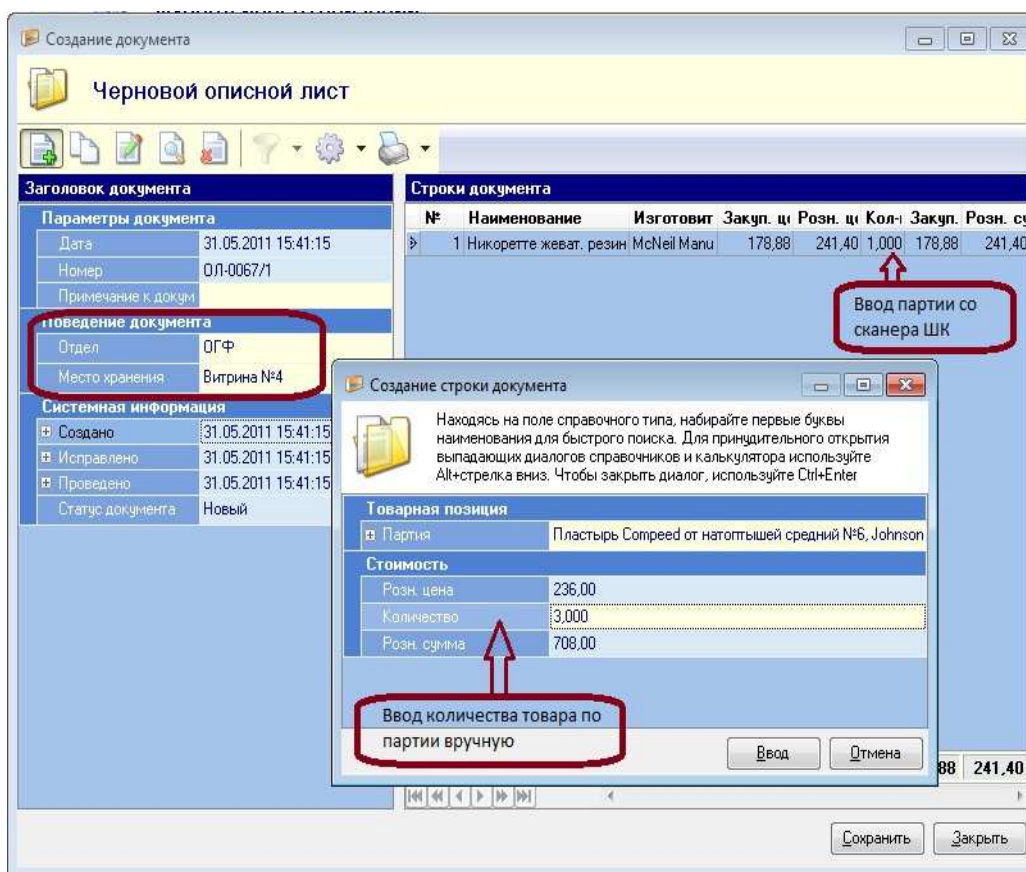 Создание документа
Черновой описной лист
Заголовок документа
Параметры документа
Дата 31.05.2011 15:41:15
Номер ОЛ-0067/1
Примечание к докум
Поведение документа
Отдел ОГФ
Место хранения Витрина №4
Системная информация
Создано 31.05.2011 15:41:15
Исправлено 31.05.2011 15:41:15
Проведено 31.05.2011 15:41:15
Статус документа Новый
Строки документа
№ Наименование Изготовит Закуп. це Розн. це Кол-в Закуп. Розн. су
1 Никоретте жеват. резин McNeil Manu 178,88 241,40 1,000 178,88 241,40
Ввод партии со
сканера ШК
Создание строки документа
Находясь на поле справочного типа, набирайте первые буквы
наименования для быстрого поиска. Для принудительного открытия
выпадающих диалогов справочников и калькулятора используйте
Alt+стрелка вниз. Чтобы закрыть диалог, используйте Ctrl+Enter
Товарная позиция
Партия Пластырь Compeed от натоптышей средний №6, Johnson
Стоимость
Розн. цена 236,00
Количество 3,000
Розн. сумма 708,00
Ввод количества товара по
партии вручную
Ввод Отмена
88 241,40
Сохранить Закрыть